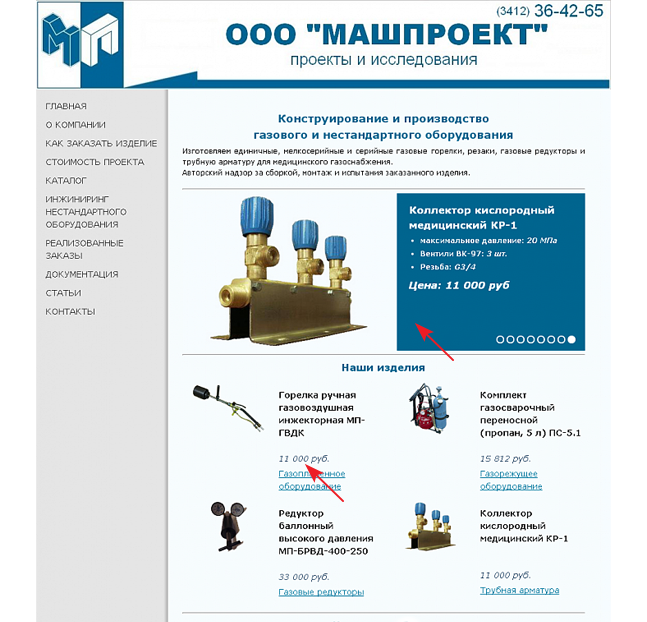 МП
(3412) 36-42-65
ООО "МАШПРОЕКТ"
проекты и исследования
ГЛАВНАЯ
О КОМПАНИИ
КАК ЗАКАЗАТЬ ИЗДЕЛИЕ
СТОИМОСТЬ ПРОЕКТА
КАТАЛОГ
ИНЖИНИРИНГ
НЕСТАНДАРТНОГО
ОБОРУДОВАНИЯ
РЕАЛИЗОВАННЫЕ
ЗАКАЗЫ
ДОКУМЕНТАЦИЯ
СТАТЬИ
КОНТАКТЫ
Конструирование и производство
газового и нестандартного оборудования
Изготовляем единичные, мелкосерийные и серийные газовые горелки, резаки, газовые редукторы и
трубную арматуру для медицинского газоснабжения.
Авторский надзор за сборкой, монтаж и испытания заказанного изделия.
Коллектор кислородный
медицинский КР-1
• максимальное давление: 20 МПа
• Вентили ВК-97: 3 шт.
• Резьба: G3/4
Цена: 11 000 руб
Наши изделия
Горелка ручная
газовоздушная
инжекторная МП-
ГВДК
11 000 руб.
Газопламенное
оборудование
Комплект
газосварочный
переносной
(пропан, 5 л) ПС-5.1
15 812 руб.
Газорежущее
оборудование
Редуктор
баллонный
высокого давления
МП-БРВД-400-250
33 000 руб.
Газовые редукторы
Коллектор
кислородный
медицинский КР-1
11 000 руб.
Трубная арматура